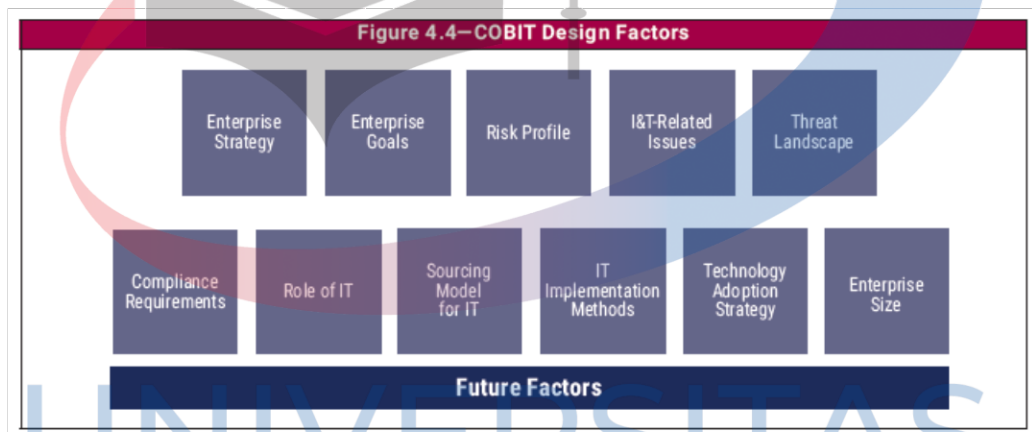 Figure 4.4—COBIT Design Factors
Enterprise
Strategy
Enterprise
Goals
Risk Profile
I&T-Related
Issues
Threat
Landscape
Compliance
Requirements
Role of IT
Sourcing
Model
for IT
IT
Implementation
Methods
Technology
Adoption
Strategy
Enterprise
Size
Future Factors
UNIVERSITAS